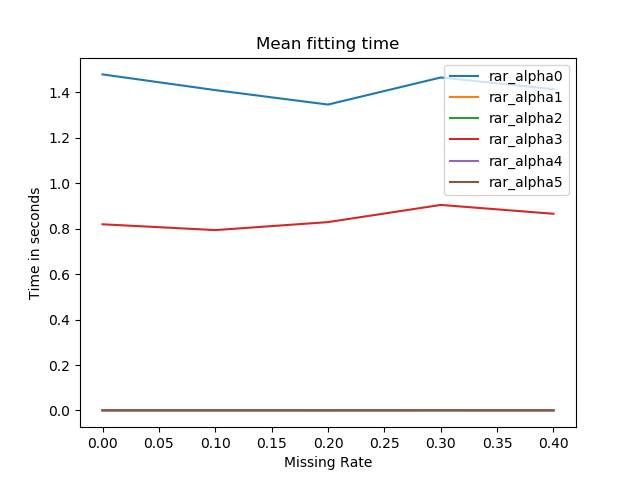 Mean fitting time
rar_alpha0
rar_alpha1
rar_alpha2
rar_alpha3
rar_alpha4
rar_alpha5
Time in seconds
1.4
1.2
1.0
0.8
0.6
0.4
0.2
0.0
0.00 0.05 0.10 0.15 0.20 0.25 0.30 0.35 0.40
Missing Rate